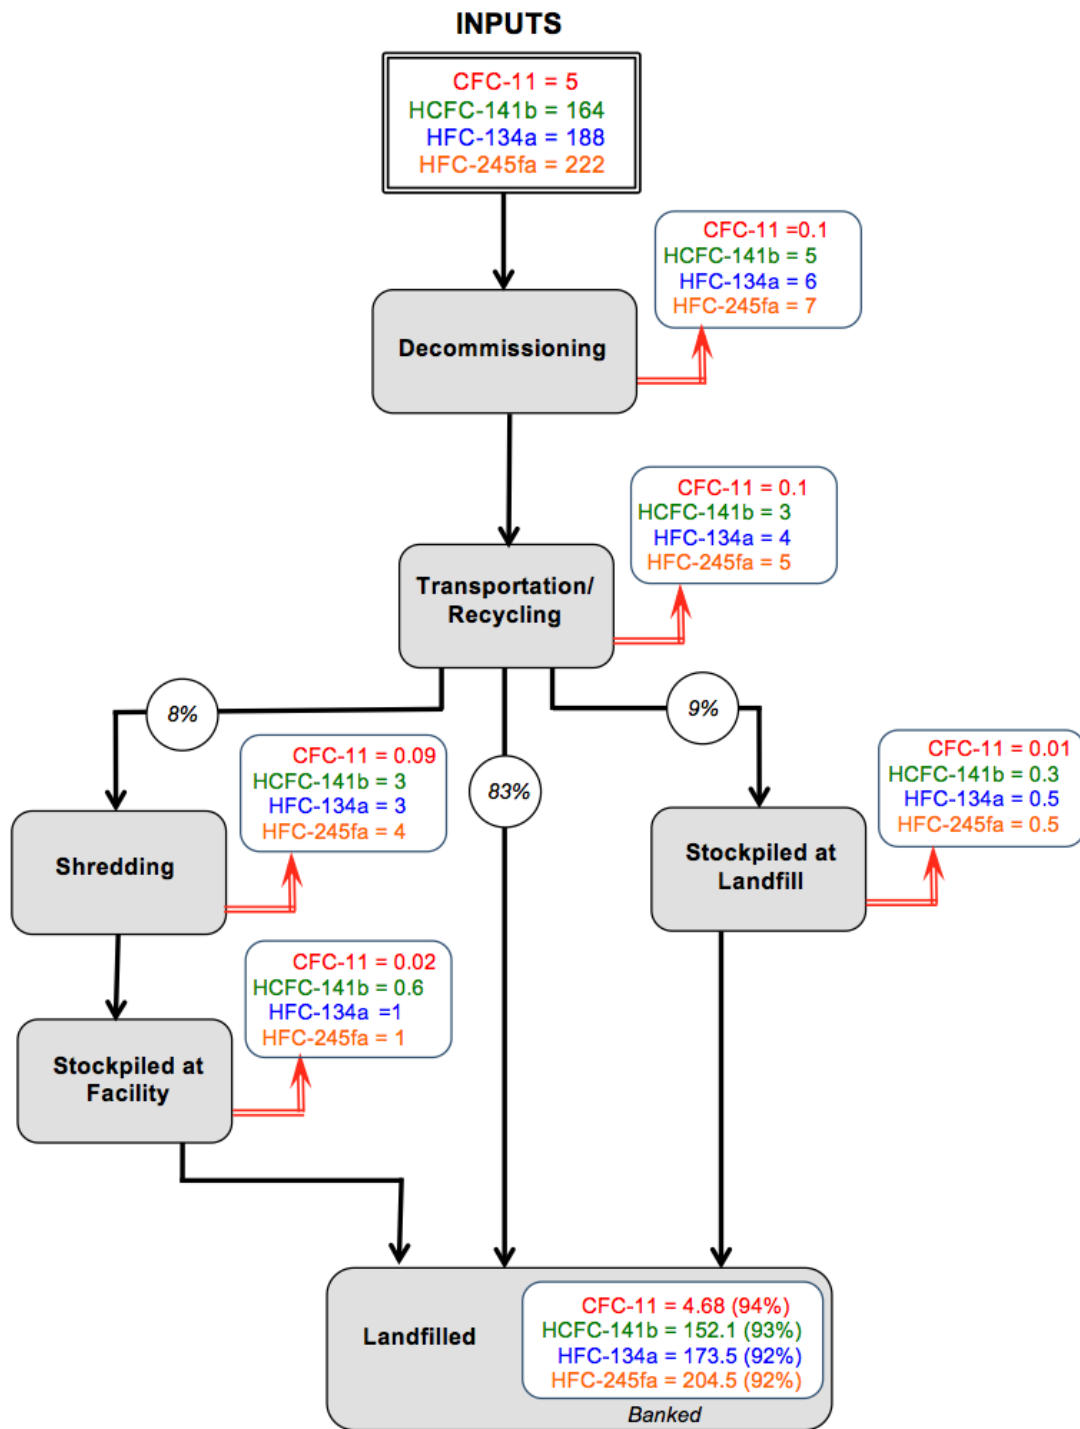 INPUTS
CFC-11 = 5
HCFC-141b = 164
HFC-134a = 188
HFC-245fa = 222
CFC-11 =0.1
HCFC-141b = 5
HFC-134a = 6
HFC-245fa = 7
Decommissioning
CFC-11 = 0.1
HCFC-141b = 3
HFC-134a = 4
HFC-245fa = 5
Transportation/
Recycling
8%
83%
9%
CFC-11 = 0.09
HCFC-141b = 3
HFC-134a = 3
HFC-245fa = 4
Shredding
CFC-11 = 0.01
HCFC-141b = 0.3
HFC-134a = 0.5
HFC-245fa = 0.5
Stockpiled at
Landfill
CFC-11 = 0.02
HCFC-141b = 0.6
HFC-134a =1
HFC-245fa = 1
Stockpiled at
Facility
Landfilled
CFC-11 = 4.68 (94%)
HCFC-141b = 152.1 (93%)
HFC-134a = 173.5 (92%)
HFC-245fa = 204.5 (92%)
Banked